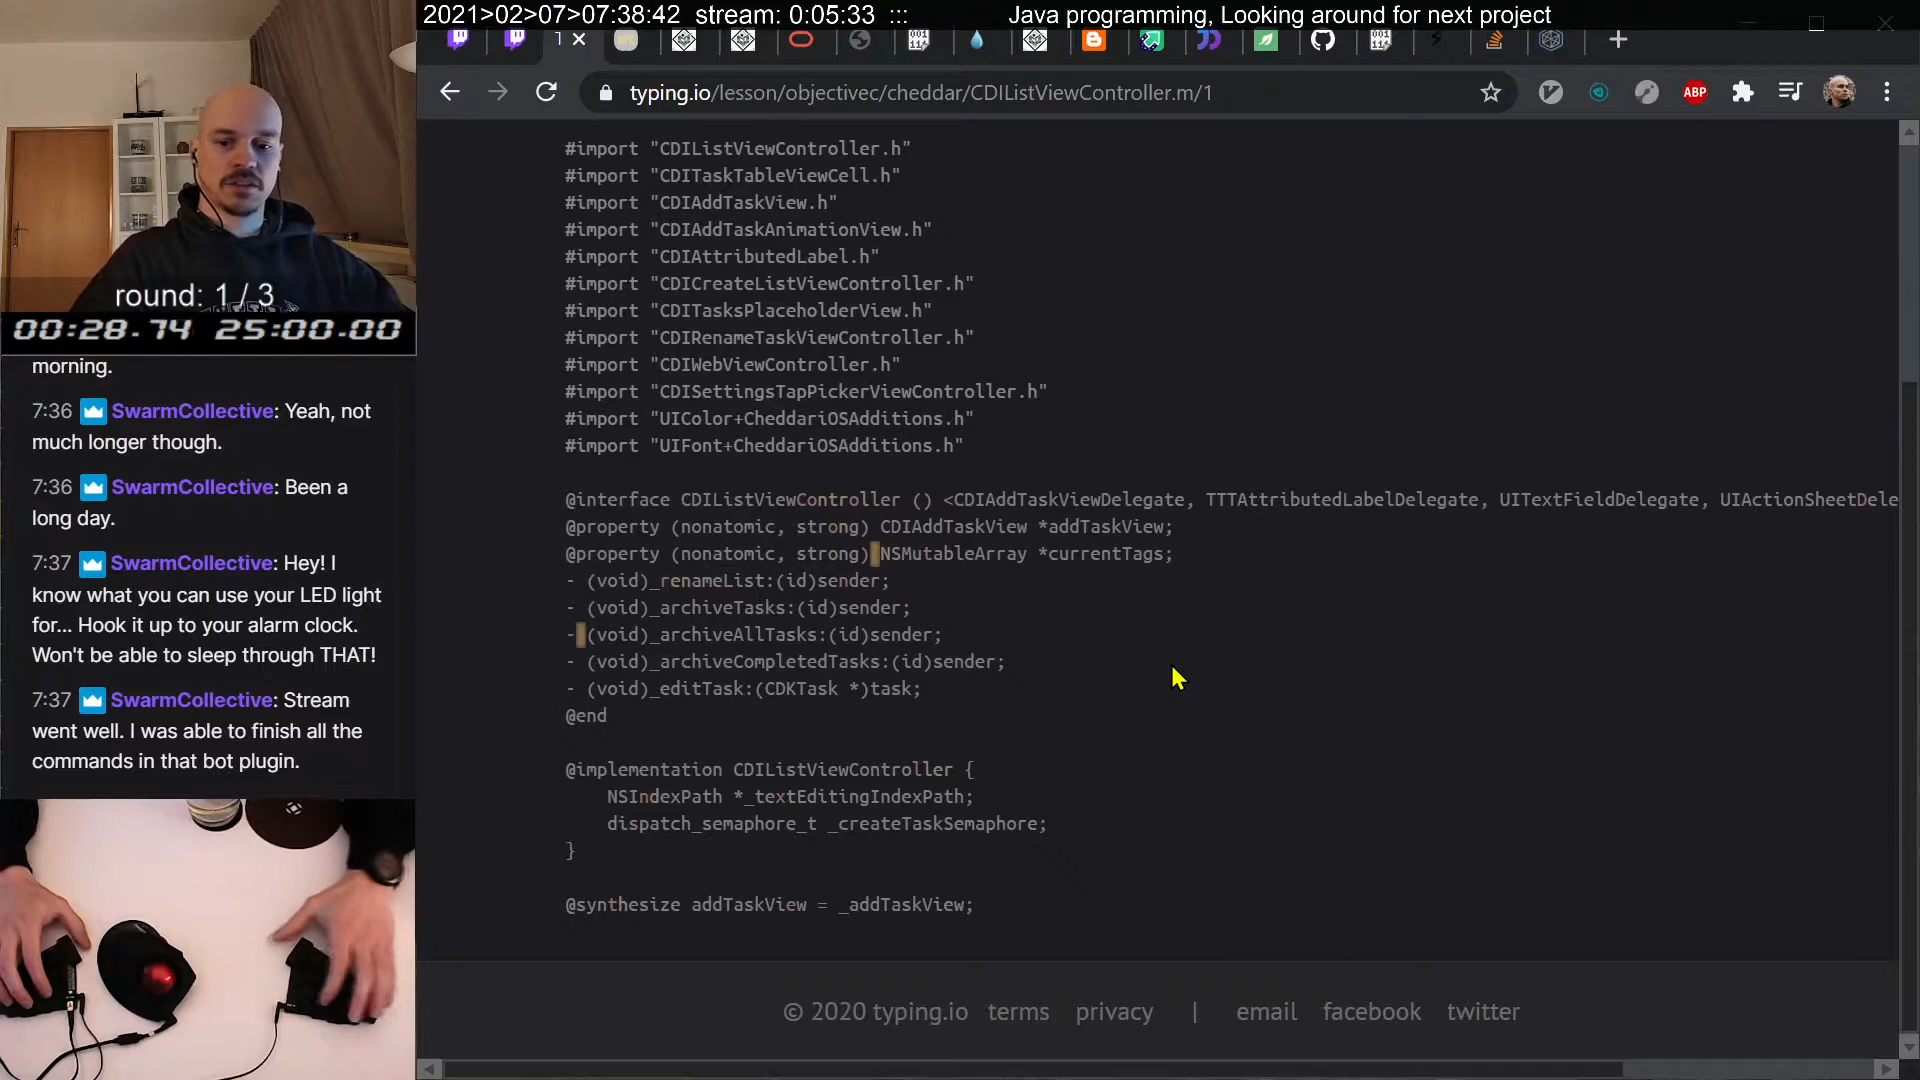 2021>02>07>07:38:42 stream: 0:05:33 ::: Java programming, Looking around for next project
typing.io/lesson/objectivec/cheddar/CDIListViewController.m/1
ABP
round: 1 / 3
00:28.74 25:00.00
morning.
7:36 SwarmCollective: Yeah, not
much longer though.
7:36 SwarmCollective: Been a
long day.
7:37 SwarmCollective: Hey! I
know what you can use your LED light
for... Hook it up to your alarm clock.
Won't be able to sleep through THAT!
7:37 SwarmCollective: Stream
went well. I was able to finish all the
commands in that bot plugin.
#import "CDIListViewController.h"
#import "CDITaskTableViewCell.h"
#import "CDIAddTaskView.h"
#import "CDIAddTaskAnimationView.h"
#import "CDIAttributedLabel.h"
#import "CDICreateListViewController.h"
#import "CDITasksPlaceholderView.h"
#import "CDIRenameTaskViewController.h"
#import "CDIWebViewController.h"
#import "CDISettingsTapPickerViewController.h"
#import "UIColor+CheddariOSAdditions.h"
#import "UIFont+CheddariOSAdditions.h"
@interface CDIListViewController () <CDIAddTaskViewDelegate, TTTAttributedLabelDelegate, UITextFieldDelegate, UIActionSheetDele
@property (nonatomic, strong) CDIAddTaskView *addTaskView;
@property (nonatomic, strong) NSMutableArray *currentTags;
- (void)_renameList:(id)sender;
- (void)_archiveTasks:(id)sender;
- (void)_archiveAllTasks:(id)sender;
- (void)_archiveCompletedTasks:(id)sender;
- (void)_editTask:(CDKTask *)task;
@end
@implementation CDIListViewController {
NSIndexPath *_textEditingIndexPath;
dispatch_semaphore_t _createTaskSemaphore;
}
@synthesize addTaskView = _addTaskView;
© 2020 typing.io terms privacy | email facebook twitter